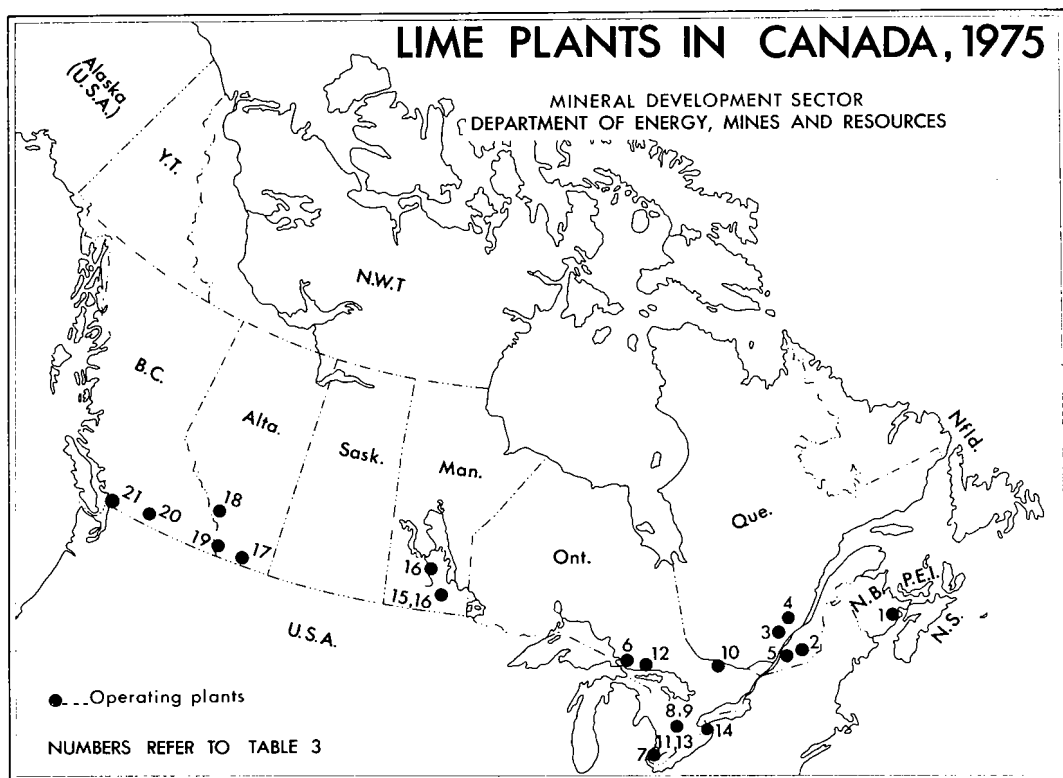 LIME PLANTS IN CANADA, 1975
MINERAL DEVELOPMENT SECTOR
DEPARTMENT OF ENERGY, MINES AND RESOURCES
Alaska
(U.S.A.)
Y.T.
N.W.T
B.C.
Alta.
Sask.
Man.
Ont.
Que.
Nfld.
N.B.
P.E.I.
N.S.
U.S.A.
21
20
18
19
17
16
15,16
6
12
10
4
3
5
2
1
8,9
11,13
14
7
Operating plants
NUMBERS REFER TO TABLE 3